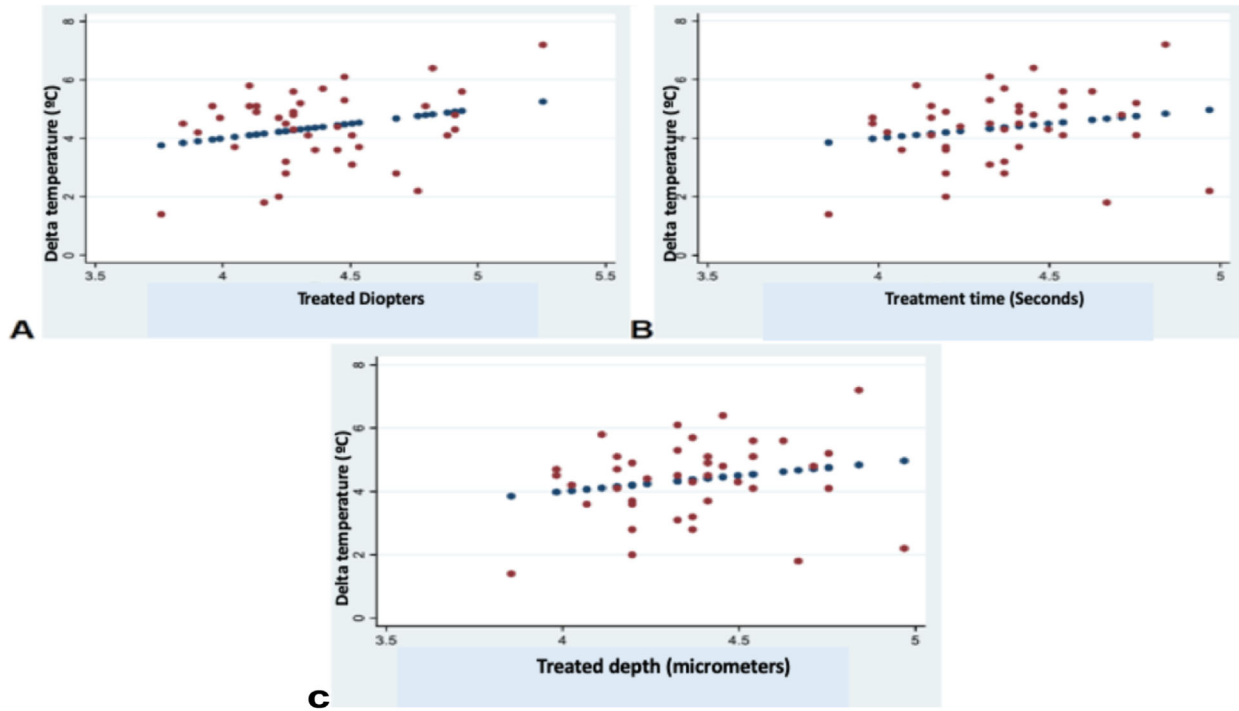 Delta temperature (ºC)
8
6
4
2
0
3.5 4 4.5 5 5.5
Treated Diopters
A
Delta temperature (ºC)
8
6
4
2
0
3.5 4 4.5 5
Treatment time (Seconds)
B
Delta temperature (ºC)
8
6
4
2
0
3.5 4 4.5 5
Treated depth (micrometers)
C